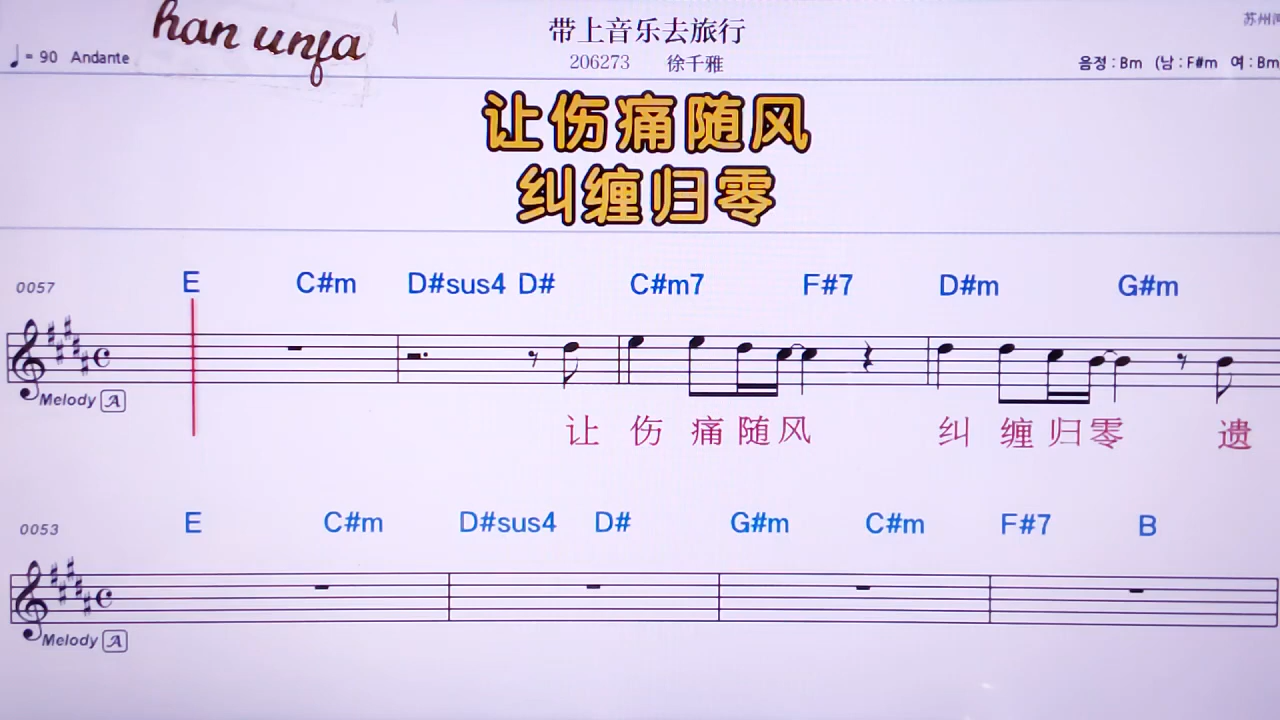 han unja
带上音乐去旅行
苏州
♩= 90 Andante
206273 徐千雅
음정 : Bm (남 : F#m 여 : Bm
让伤痛随风
纠缠归零
0057 E C#m D#sus4 D# C#m7 F#7 D#m G#m
Melody A
让 伤 痛 随 风 纠 缠 归 零 遗
0053 E C#m D#sus4 D# G#m C#m F#7 B
Melody A